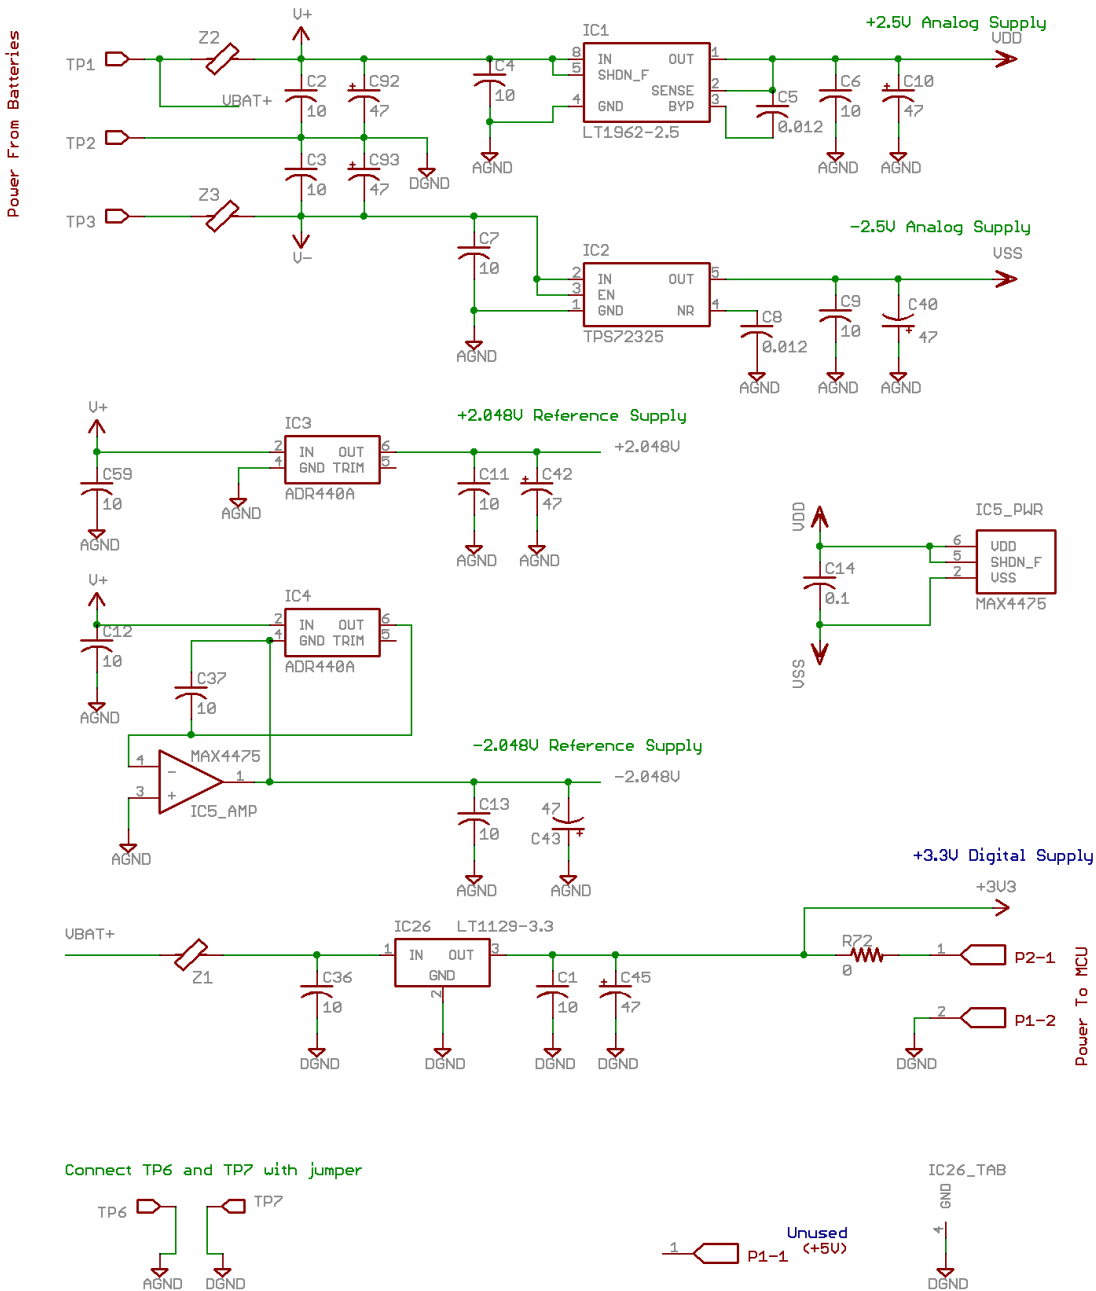 Power From Batteries
TP1
Z2
V+
VBAT+
C2
10
C92
+
47
C4
10
AGND
IC1
8 IN OUT 1
5 SHDN_F
SENSE 2
4 GND BYP 3
LT1962-2.5
C5
0.012
+2.5V Analog Supply
VDD
C6
10
AGND
C10
+
47
AGND
TP2
C3
10
C93
+
47
DGND
TP3
Z3
V-
C7
10
AGND
IC2
2 IN OUT 5
3 EN
1 GND NR 4
TPS72325
C8
0.012
AGND
-2.5V Analog Supply
VSS
C9
10
AGND
C40
+
47
AGND
V+
C59
10
AGND
IC3
2 IN OUT 6
4 GND TRIM 5
ADR440A
AGND
+2.048V Reference Supply
+2.048V
C11
10
AGND
C42
+
47
AGND
VDD
C14
0.1
VSS
IC5_PWR
6 VDD
5 SHDN_F
2 VSS
MAX4475
V+
C12
10
AGND
IC4
2 IN OUT 6
4 GND TRIM 5
ADR440A
C37
10
MAX4475
4 -
1
3 +
IC5_AMP
AGND
-2.048V Reference Supply
-2.048V
C13
10
AGND
47
C43
+
AGND
+3.3V Digital Supply
+3V3
VBAT+
Z1
C36
10
DGND
IC26 LT1129-3.3
1 IN OUT 3
GND
2
DGND
C1
10
DGND
C45
+
47
DGND
R72
0
1 P2-1
2 P1-2
DGND
Power To MCU
Connect TP6 and TP7 with jumper
TP6
AGND
TP7
DGND
1 P1-1
Unused
(+5V)
IC26_TAB
GND
4
DGND